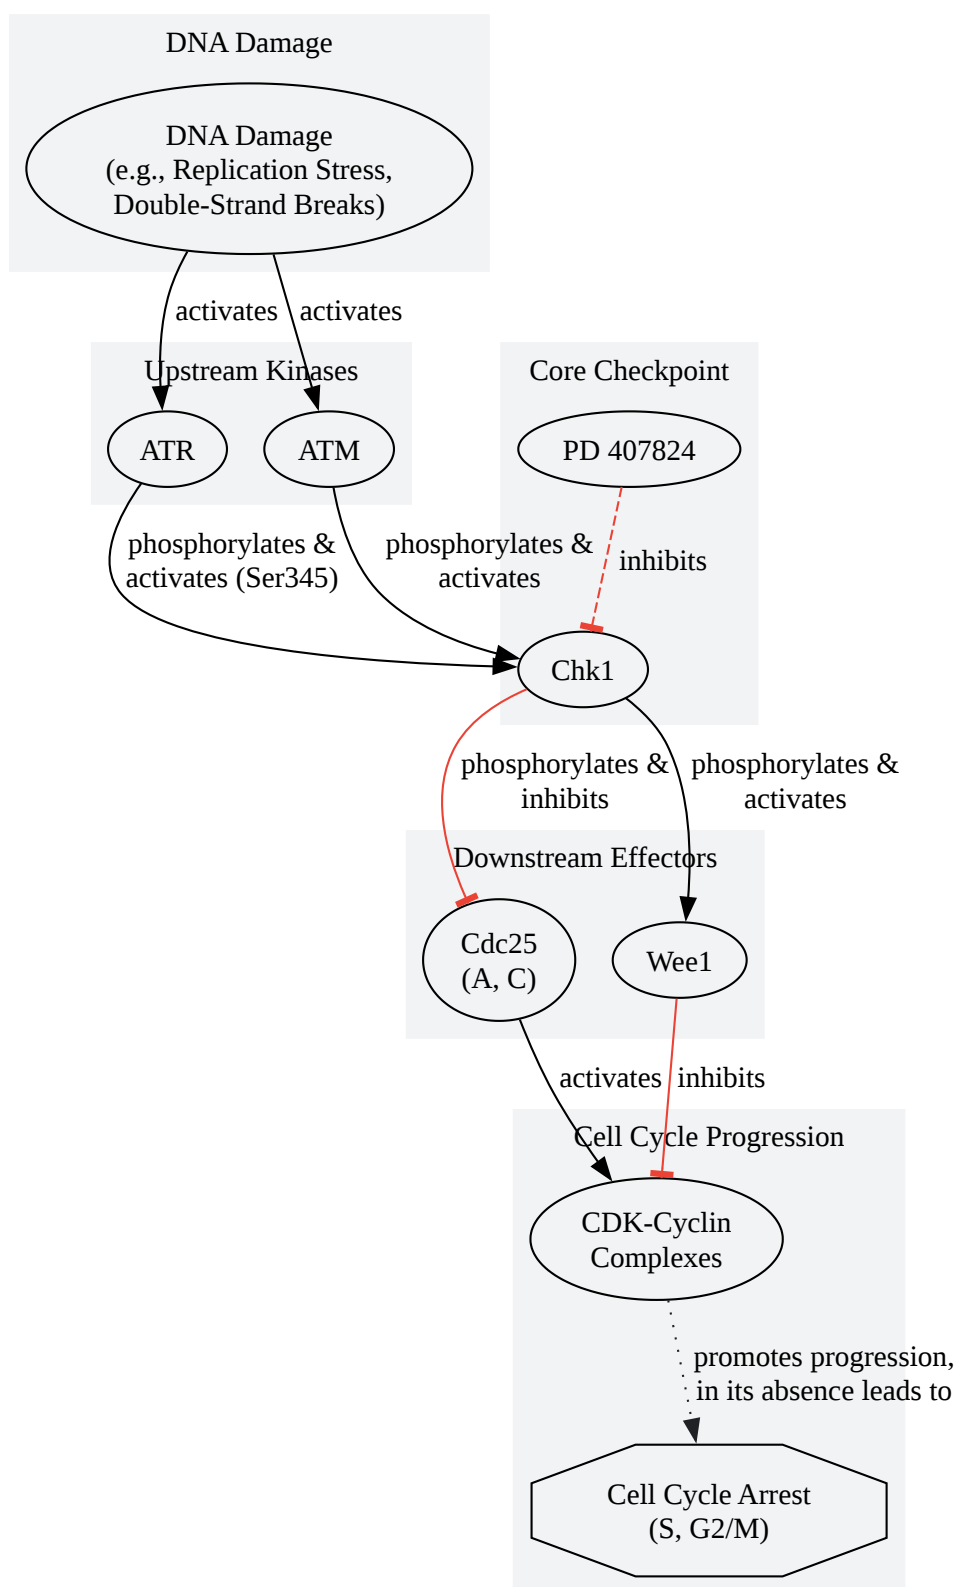 DNA Damage
DNA Damage
(e.g., Replication Stress,
Double-Strand Breaks)
activates
activates
Upstream Kinases
Core Checkpoint
ATR
ATM
PD 407824
phosphorylates &
activates (Ser345)
phosphorylates &
activates
inhibits
Chk1
phosphorylates &
inhibits
phosphorylates &
activates
Downstream Effectors
Cdc25
(A, C)
Wee1
activates
inhibits
Cell Cycle Progression
CDK-Cyclin
Complexes
promotes progression,
in its absence leads to
Cell Cycle Arrest
(S, G2/M)